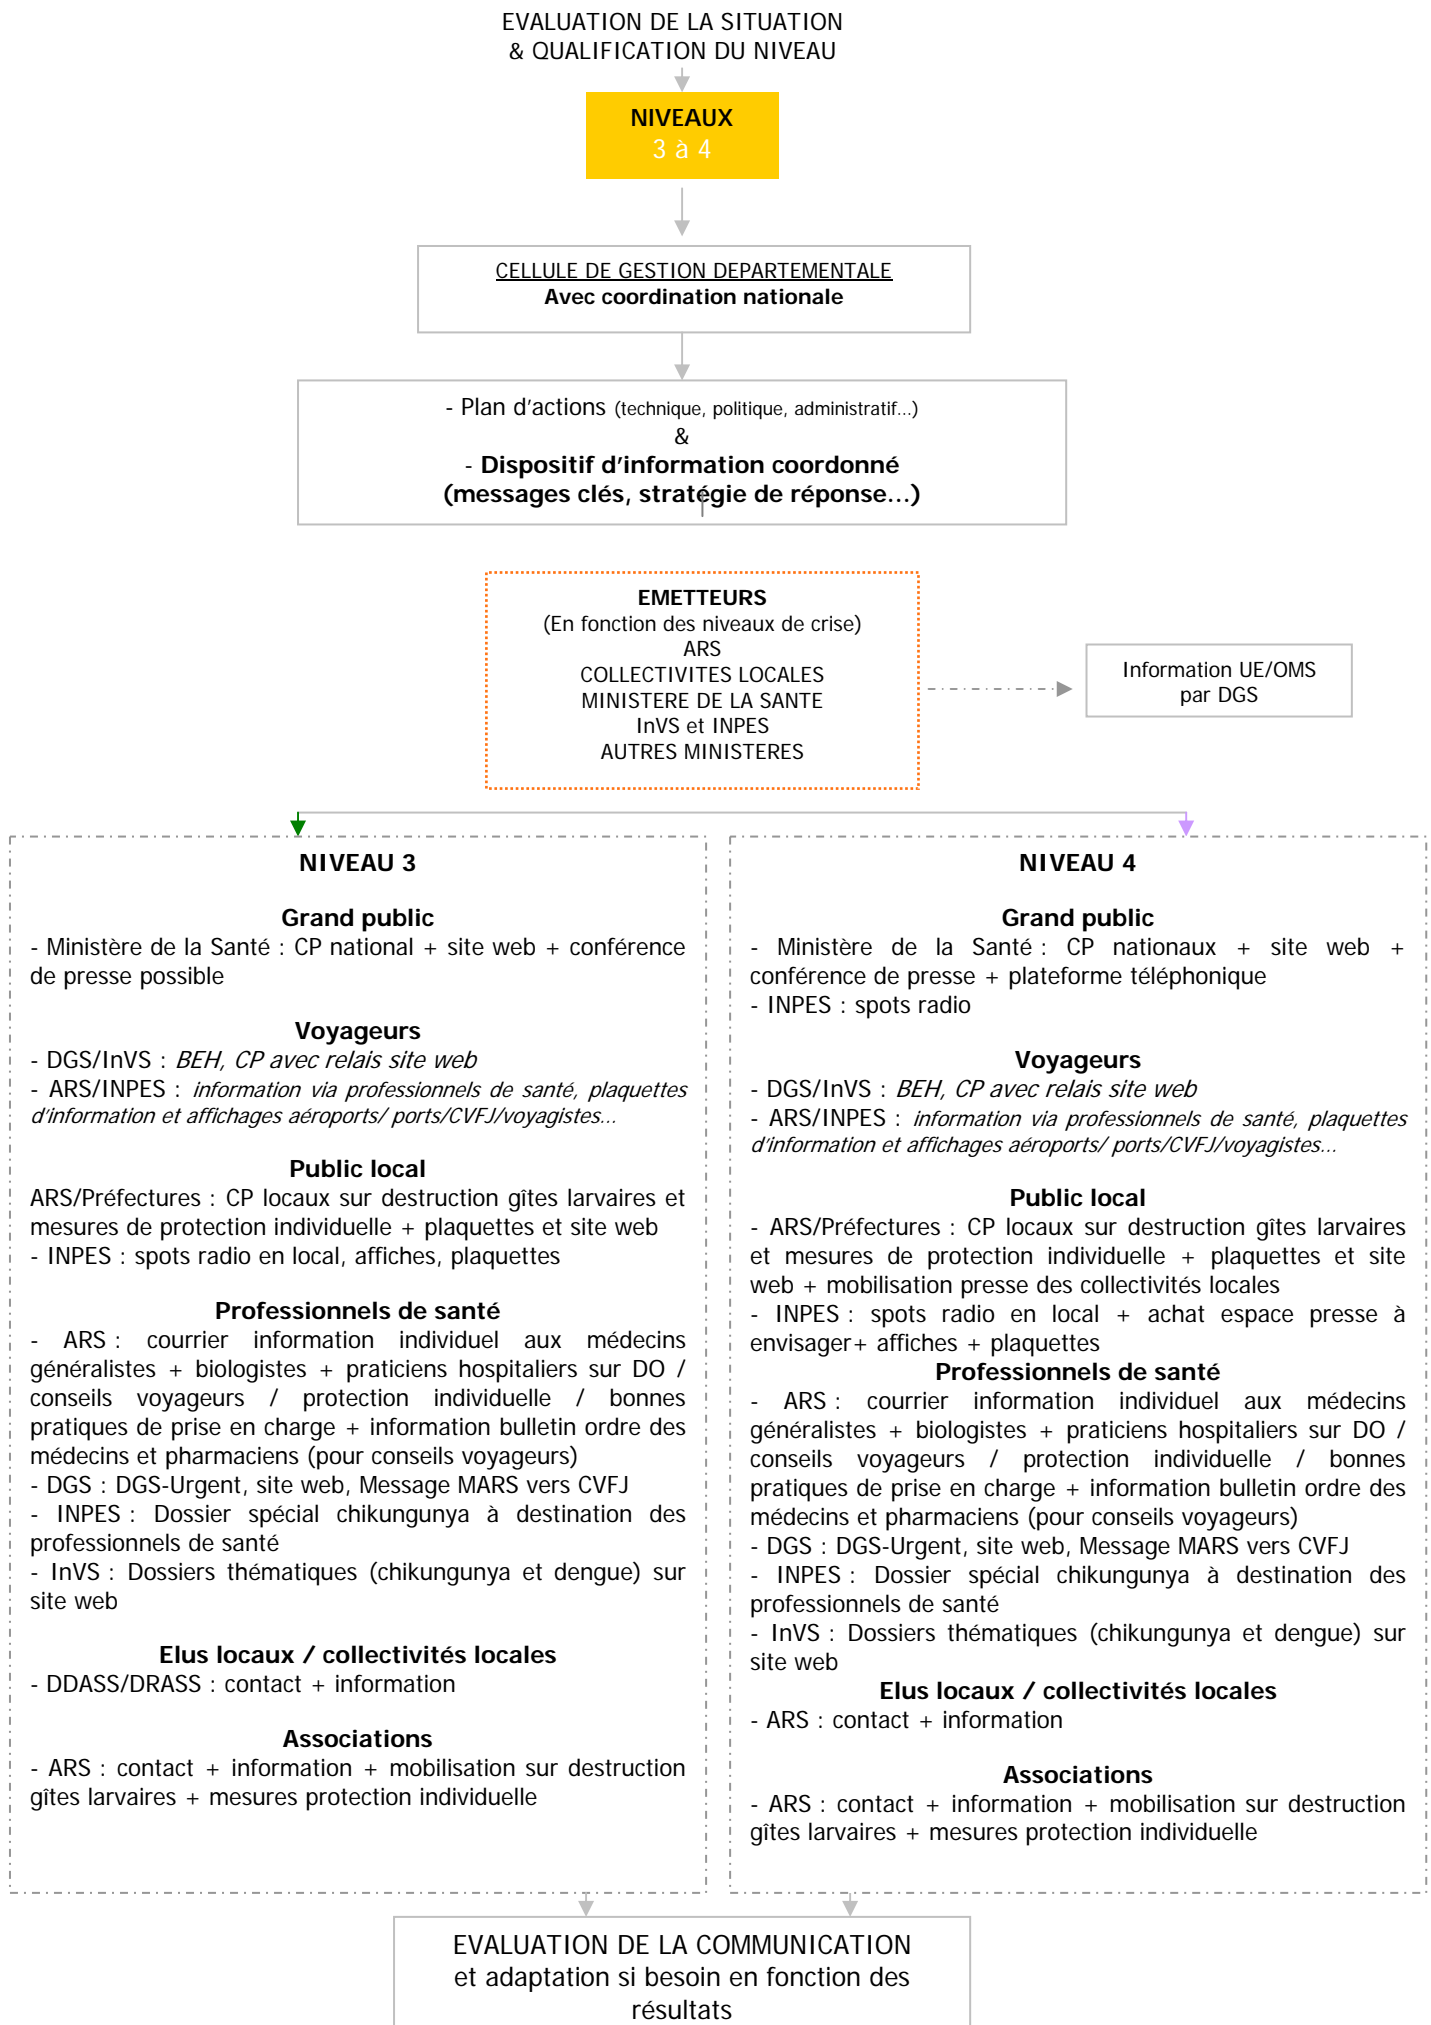 EVALUATION DE LA SITUATION
& QUALIFICATION DU NIVEAU
NIVEAUX
3 à 4
CELLULE DE GESTION DEPARTEMENTALE
Avec coordination nationale
- Plan d'actions (technique, politique, administratif…)
&
- Dispositif d'information coordonné
(messages clés, stratégie de réponse…)
EMETTEURS
(En fonction des niveaux de crise)
ARS
COLLECTIVITES LOCALES
MINISTERE DE LA SANTE
InVS et INPES
AUTRES MINISTERES
Information UE/OMS
par DGS
NIVEAU 3
Grand public
- Ministère de la Santé : CP national + site web + conférence
de presse possible
Voyageurs
- DGS/InVS : BEH, CP avec relais site web
- ARS/INPES : information via professionnels de santé, plaquettes
d'information et affichages aéroports/ ports/CVFJ/voyagistes…
Public local
ARS/Préfectures : CP locaux sur destruction gîtes larvaires et
mesures de protection individuelle + plaquettes et site web
- INPES : spots radio en local, affiches, plaquettes
Professionnels de santé
- ARS : courrier information individuel aux médecins
généralistes + biologistes + praticiens hospitaliers sur DO /
conseils voyageurs / protection individuelle / bonnes
pratiques de prise en charge + information bulletin ordre des
médecins et pharmaciens (pour conseils voyageurs)
- DGS : DGS-Urgent, site web, Message MARS vers CVFJ
- INPES : Dossier spécial chikungunya à destination des
professionnels de santé
- InVS : Dossiers thématiques (chikungunya et dengue) sur
site web
Elus locaux / collectivités locales
- DDASS/DRASS : contact + information
Associations
- ARS : contact + information + mobilisation sur destruction
gîtes larvaires + mesures protection individuelle
NIVEAU 4
Grand public
- Ministère de la Santé : CP nationaux + site web +
conférence de presse + plateforme téléphonique
- INPES : spots radio
Voyageurs
- DGS/InVS : BEH, CP avec relais site web
- ARS/INPES : information via professionnels de santé, plaquettes
d'information et affichages aéroports/ ports/CVFJ/voyagistes…
Public local
- ARS/Préfectures : CP locaux sur destruction gîtes larvaires
et mesures de protection individuelle + plaquettes et site
web + mobilisation presse des collectivités locales
- INPES : spots radio en local + achat espace presse à
envisager+ affiches + plaquettes
Professionnels de santé
- ARS : courrier information individuel aux médecins
généralistes + biologistes + praticiens hospitaliers sur DO /
conseils voyageurs / protection individuelle / bonnes
pratiques de prise en charge + information bulletin ordre des
médecins et pharmaciens (pour conseils voyageurs)
- DGS : DGS-Urgent, site web, Message MARS vers CVFJ
- INPES : Dossier spécial chikungunya à destination des
professionnels de santé
- InVS : Dossiers thématiques (chikungunya et dengue) sur
site web
Elus locaux / collectivités locales
- ARS : contact + information
Associations
- ARS : contact + information + mobilisation sur destruction
gîtes larvaires + mesures protection individuelle
EVALUATION DE LA COMMUNICATION
et adaptation si besoin en fonction des
résultats